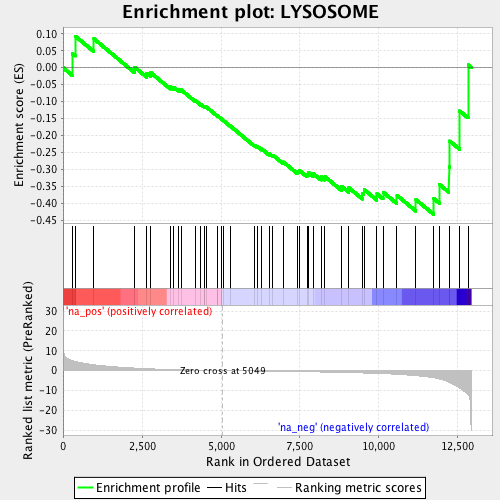 Enrichment plot: LYSOSOME
Enrichment score (ES)
0.10
0.05
0.00
-0.05
-0.10
-0.15
-0.20
-0.25
-0.30
-0.35
-0.40
-0.45
'na_pos' (positively correlated)
Ranked list metric (PreRanked)
30
20
10
0
-10
-20
-30
Zero cross at 5049
'na_neg' (negatively correlated)
0
2,500
5,000
7,500
10,000
12,500
Rank in Ordered Dataset
Enrichment profile
Hits
Ranking metric scores